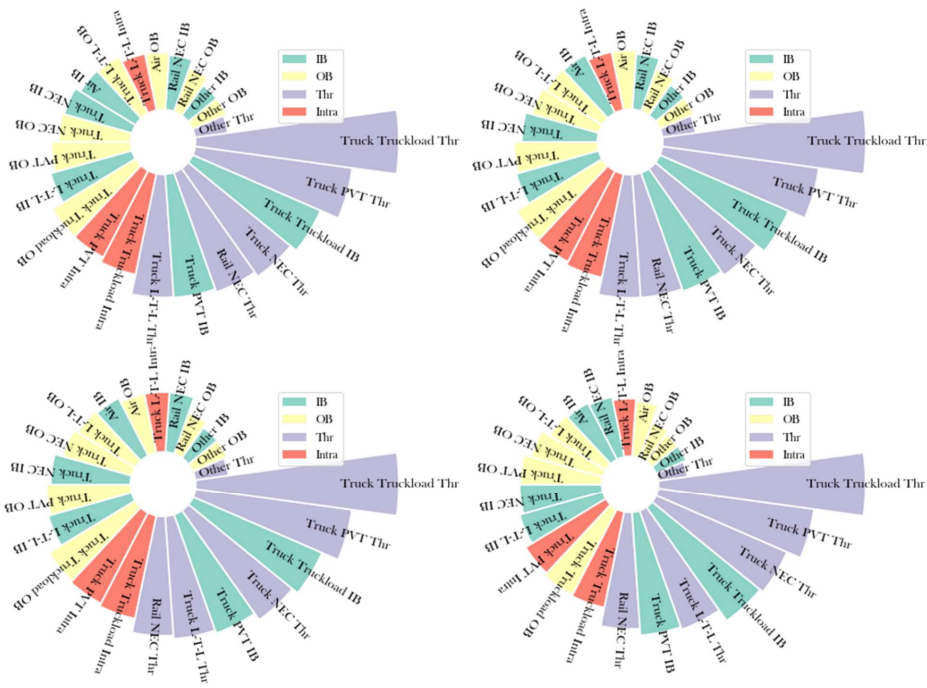 IB
OB
Thr
Intra
Truck Truckload Thr
Truck PVT Thr
Truck Truckload IB
Truck NEC Thr
Rail NEC Thr
Truck PVT IB
Truck L-T-L Thr
Truck Truckload Intra
Truck PVT Intra
Truck Truckload OB
Truck L-T-L IB
Truck PVT OB
Truck NEC OB
Truck NEC IB
Air IB
Truck L-T-L OB
Truck L-T-L Intra
Air OB
Rail NEC IB
Rail NEC OB
Other IB
Other OB
Other Thr
IB
OB
Thr
Intra
Truck Truckload Thr
Truck PVT Thr
Truck Truckload IB
Truck NEC Thr
Truck PVT IB
Rail NEC Thr
Truck L-T-L Thr
Truck Truckload Intra
Truck PVT Intra
Truck Truckload OB
Truck L-T-L IB
Truck PVT OB
Truck NEC IB
Truck NEC OB
Truck L-T-L OB
Air IB
Truck L-T-L Intra
Air OB
Rail NEC IB
Rail NEC OB
Other IB
Other OB
Other Thr
IB
OB
Thr
Intra
Truck Truckload Thr
Truck PVT Thr
Truck Truckload IB
Truck NEC Thr
Truck PVT IB
Truck L-T-L Thr
Rail NEC Thr
Truck Truckload Intra
Truck PVT Intra
Truck Truckload OB
Truck L-T-L IB
Truck PVT OB
Truck NEC IB
Truck NEC OB
Truck L-T-L OB
Air IB
Air OB
Truck L-T-L
Rail NEC IB
Rail NEC OB
Other IB
Other OB
Other Thr
IB
OB
Thr
Intra
Truck Truckload Thr
Truck PVT Thr
Truck NEC Thr
Truck Truckload IB
Truck L-T-L Thr
Truck PVT IB
Rail NEC Thr
Truck Truckload Intra
Truck Truckload OB
Truck PVT Intra
Truck L-T-L IB
Truck NEC IB
Truck PVT OB
Truck NEC OB
Truck L-T-L OB
Air IB
Rail NEC IB
Truck L-T-L Intra
Air OB
Rail NEC OB
Other OB
Other IB
Other Thr